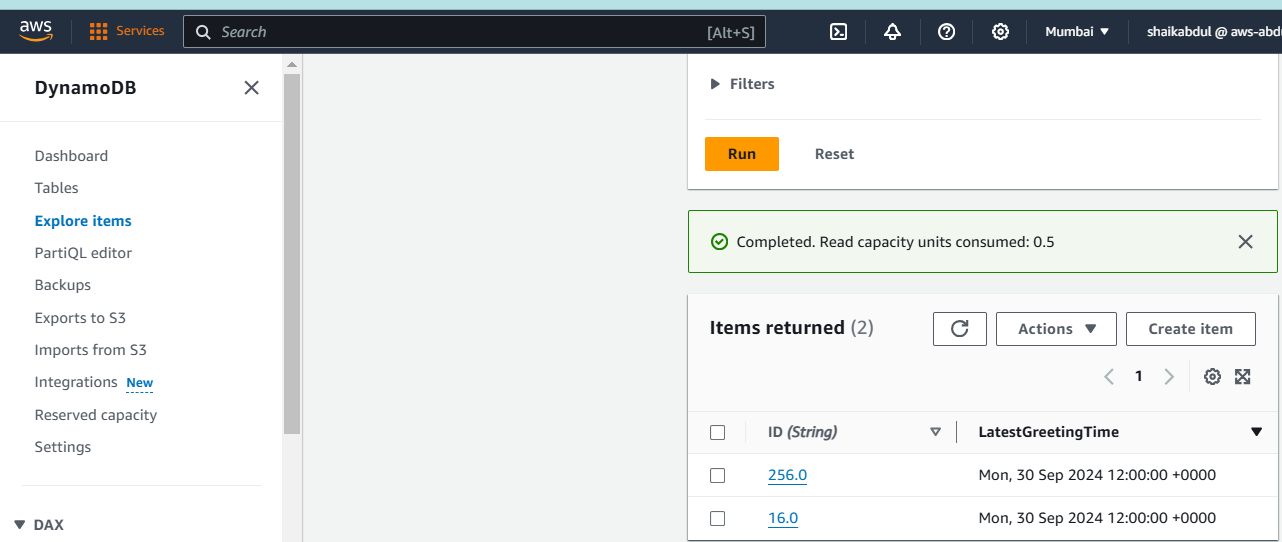 aws Services Search [Alt+S] Mumbai shaikabdul @ aws-abdu
DynamoDB
Dashboard
Tables
Explore items
PartiQL editor
Backups
Exports to S3
Imports from S3
Integrations New
Reserved capacity
Settings
DAX
Filters
Run Reset
Completed. Read capacity units consumed: 0.5
Items returned (2) Actions Create item
1
ID (String) LatestGreetingTime
256.0 Mon, 30 Sep 2024 12:00:00 +0000
16.0 Mon, 30 Sep 2024 12:00:00 +0000